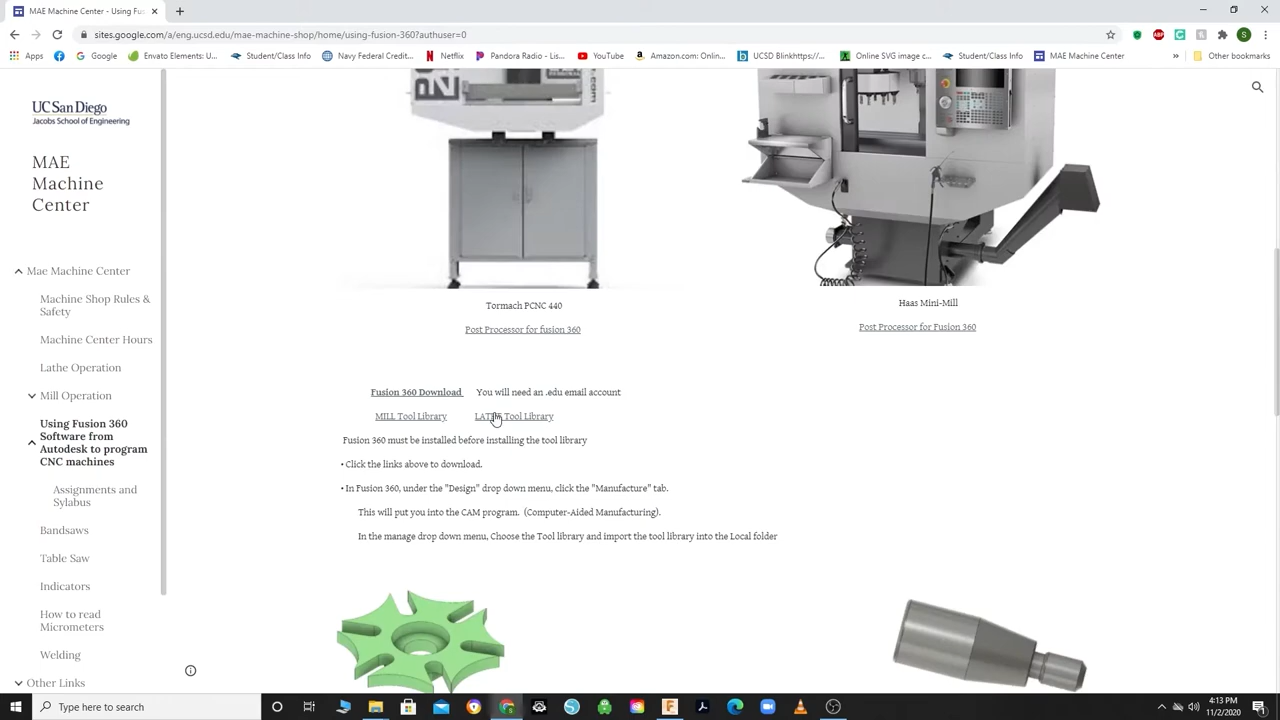 MAE Machine Center - Using Fus
sites.google.com/a/eng.ucsd.edu/mae-machine-shop/home/using-fusion-360?authuser=0
Apps
Google
Envato Elements: U...
Student/Class Info
Navy Federal Credi...
Netflix
Pandora Radio - Lis...
YouTube
Amazon.com: Onli...
UCSD Blinkhttps:/...
Online SVG image c...
Student/Class Info
MAE Machine Center
»
Other bookmarks
UC San Diego
Jacobs School of Engineering
MAE
Machine
Center
Mae Machine Center
Machine Shop Rules &
Safety
Machine Center Hours
Lathe Operation
Mill Operation
Using Fusion 360
Software from
Autodesk to program
CNC machines
Assignments and
Sylabus
Bandsaws
Table Saw
Indicators
How to read
Micrometers
Welding
Other Links
Tormach PCNC 440
Post Processor for fusion 360
Haas Mini-Mill
Post Processor for Fusion 360
Fusion 360 Download You will need an .edu email account
MILL Tool Library LATHE Tool Library
Fusion 360 must be installed before installing the tool library
• Click the links above to download.
• In Fusion 360, under the "Design" drop down menu, click the "Manufacture" tab.
This will put you into the CAM program. (Computer-Aided Manufacturing).
In the manage drop down menu, Choose the Tool library and import the tool library into the Local folder
Type here to search
4:13 PM
11/2/2020